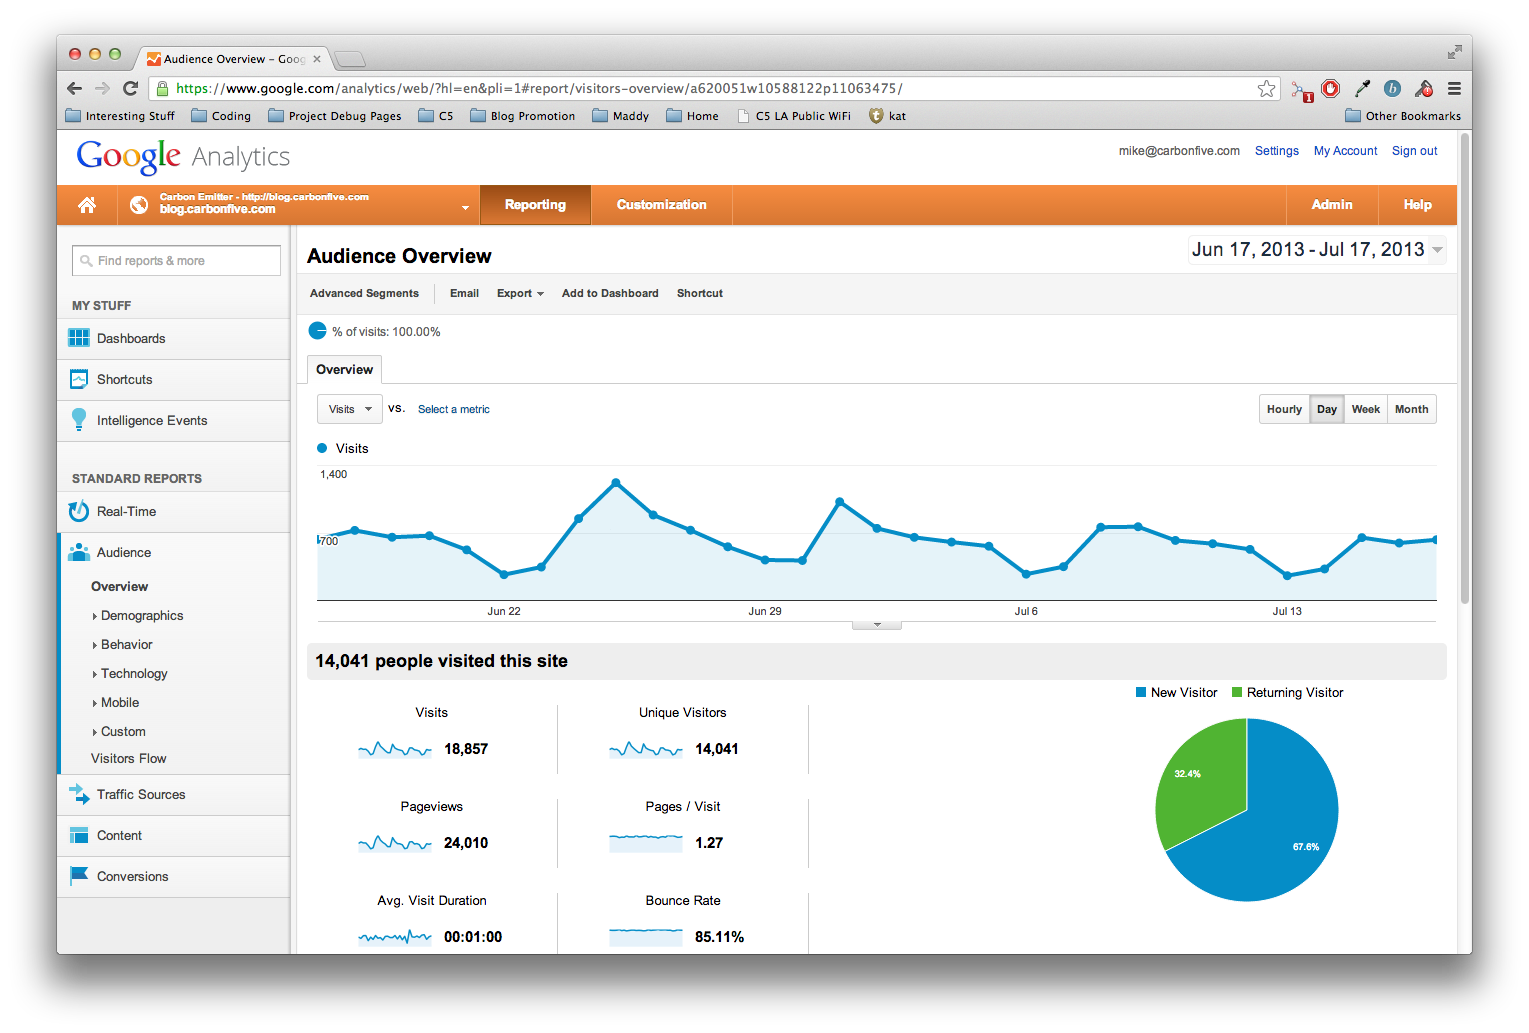 Audience Overview – Goog
https://www.google.com/analytics/web/?hl=en&pli=1#report/visitors-overview/a620051w10588122p11063475/
1
b
Interesting Stuff Coding Project Debug Pages C5 Blog Promotion Maddy Home C5 LA Public WiFi kat Other Bookmarks
Google Analytics
mike@carbonfive.com Settings My Account Sign out
Carbon Emitter - http://blog.carbonfive.com
blog.carbonfive.com
Reporting Customization Admin Help
Find reports & more
MY STUFF
Dashboards
Shortcuts
Intelligence Events
STANDARD REPORTS
Real-Time
Audience
Overview
Demographics
Behavior
Technology
Mobile
Custom
Visitors Flow
Traffic Sources
Content
Conversions
Audience Overview
Jun 17, 2013 - Jul 17, 2013
Advanced Segments Email Export Add to Dashboard Shortcut
% of visits: 100.00%
Overview
Visits vs. Select a metric
Hourly Day Week Month
Visits
1,400
700
Jun 22 Jun 29 Jul 6 Jul 13
14,041 people visited this site
Visits
18,857
Unique Visitors
14,041
Pageviews
24,010
Pages / Visit
1.27
Avg. Visit Duration
00:01:00
Bounce Rate
85.11%
New Visitor Returning Visitor
32.4%
67.6%